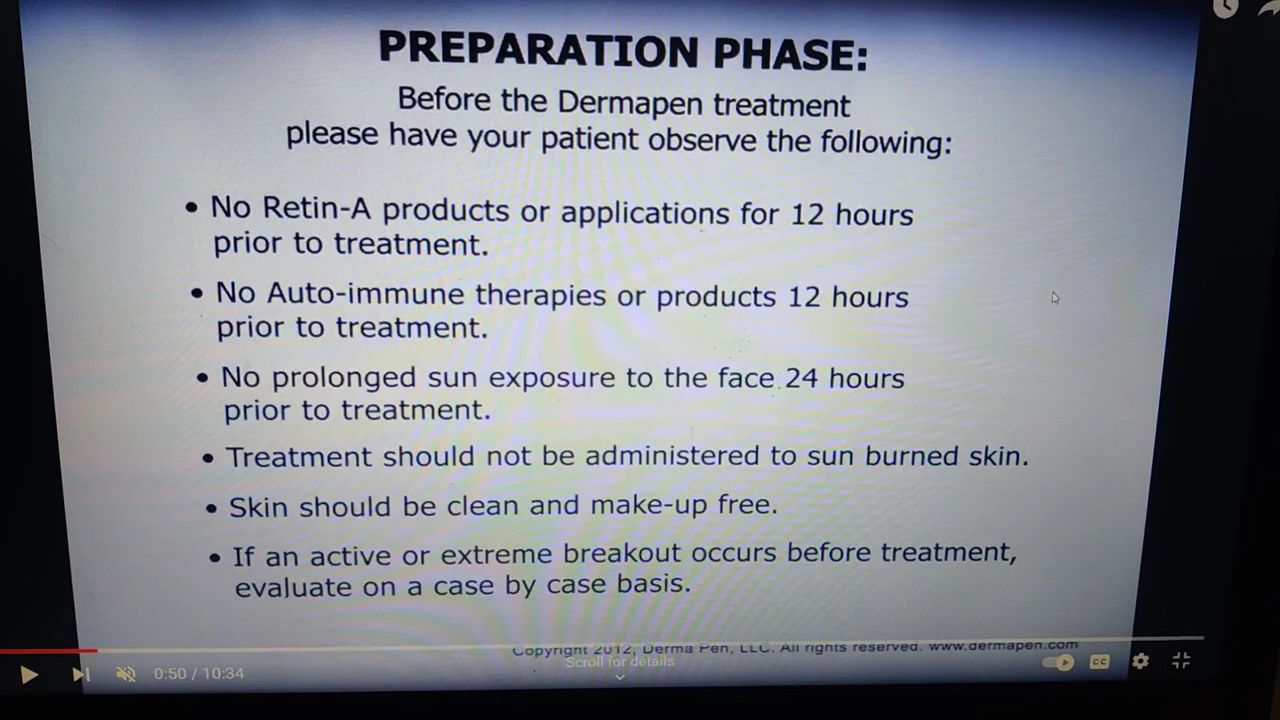 PREPARATION PHASE:
Before the Dermapen treatment
please have your patient observe the following:
• No Retin-A products or applications for 12 hours
prior to treatment.
• No Auto-immune therapies or products 12 hours
prior to treatment.
• No prolonged sun exposure to the face 24 hours
prior to treatment.
• Treatment should not be administered to sun burned skin.
• Skin should be clean and make-up free.
• If an active or extreme breakout occurs before treatment,
evaluate on a case by case basis.
Copyright 2012, Derma Pen, LLC. All rights reserved. www.dermapen.com
Scroll for details
0:50 / 10:34
CC